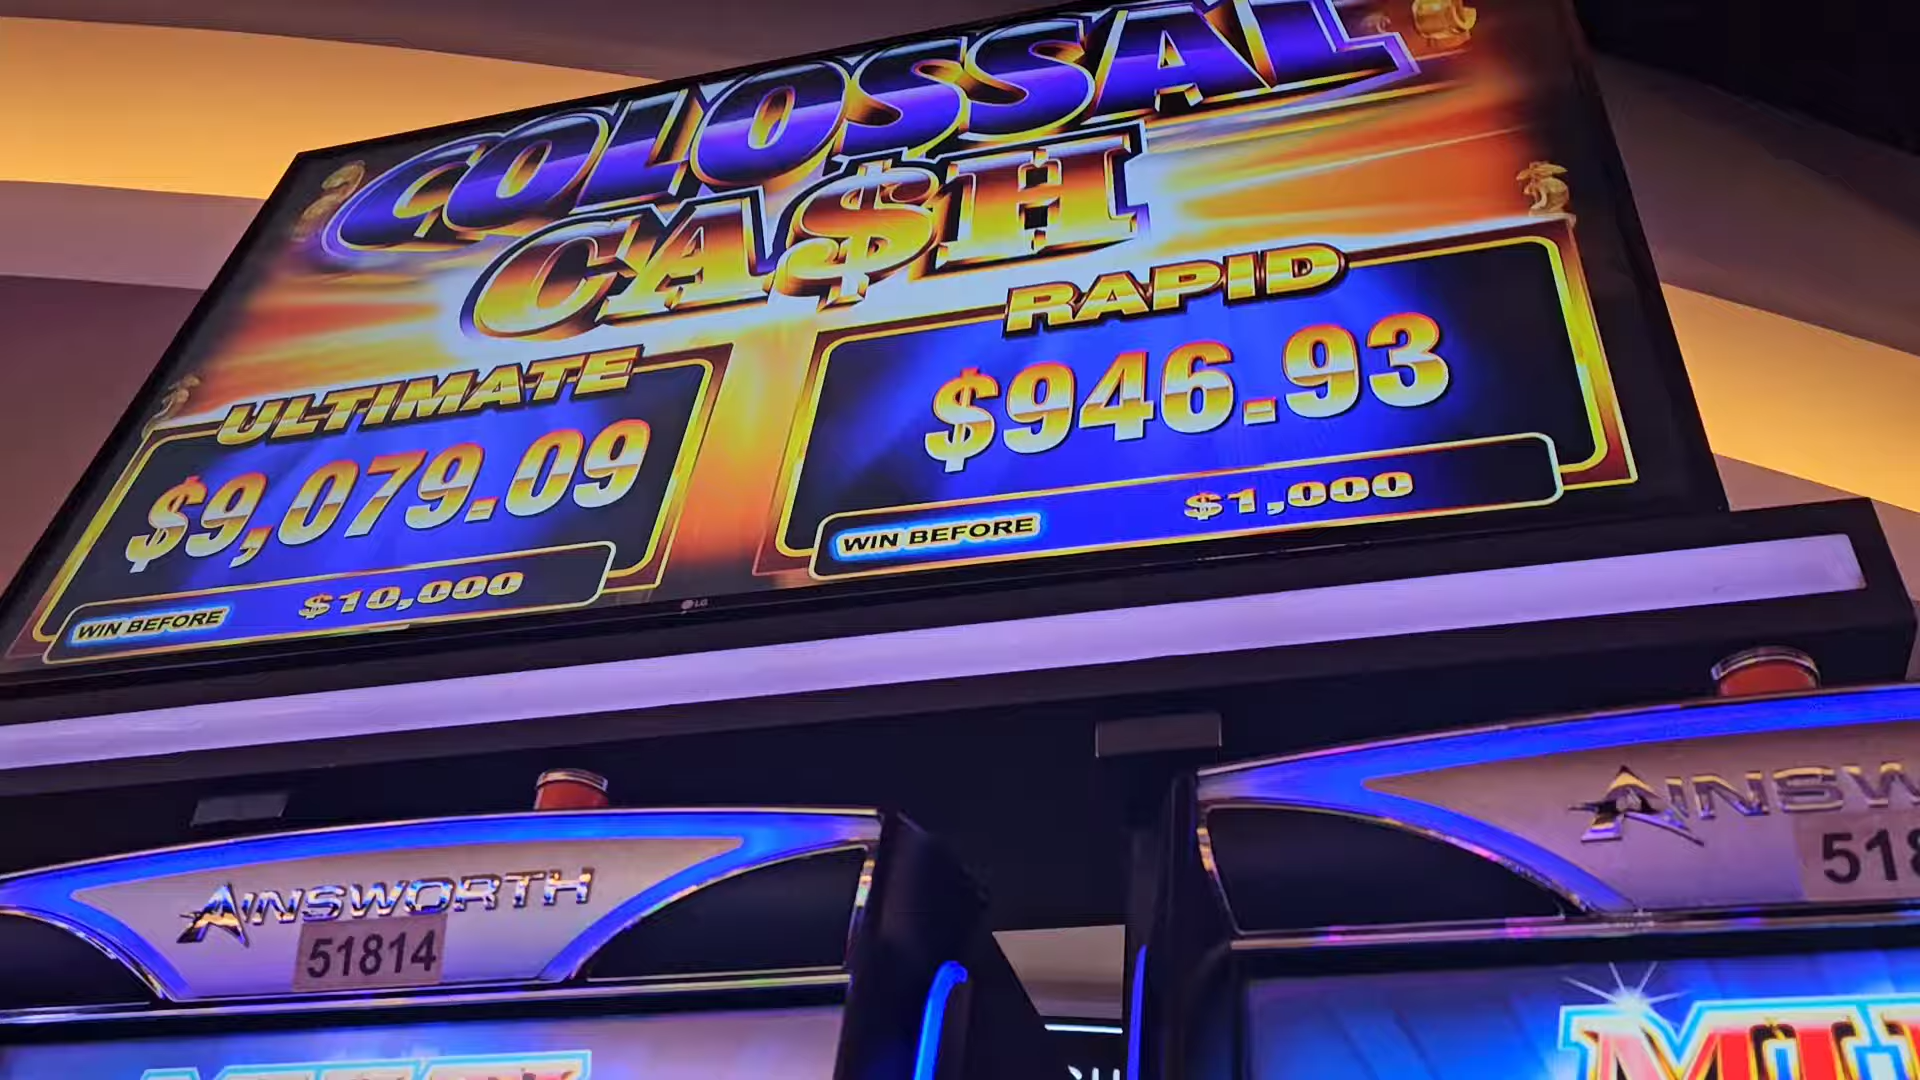 COLOSSAL
CA$H
ULTIMATE
$9,079.09
WIN BEFORE $10,000
RAPID
$946.93
WIN BEFORE $1,000
LG
AINSWORTH
51814
AINSW
518